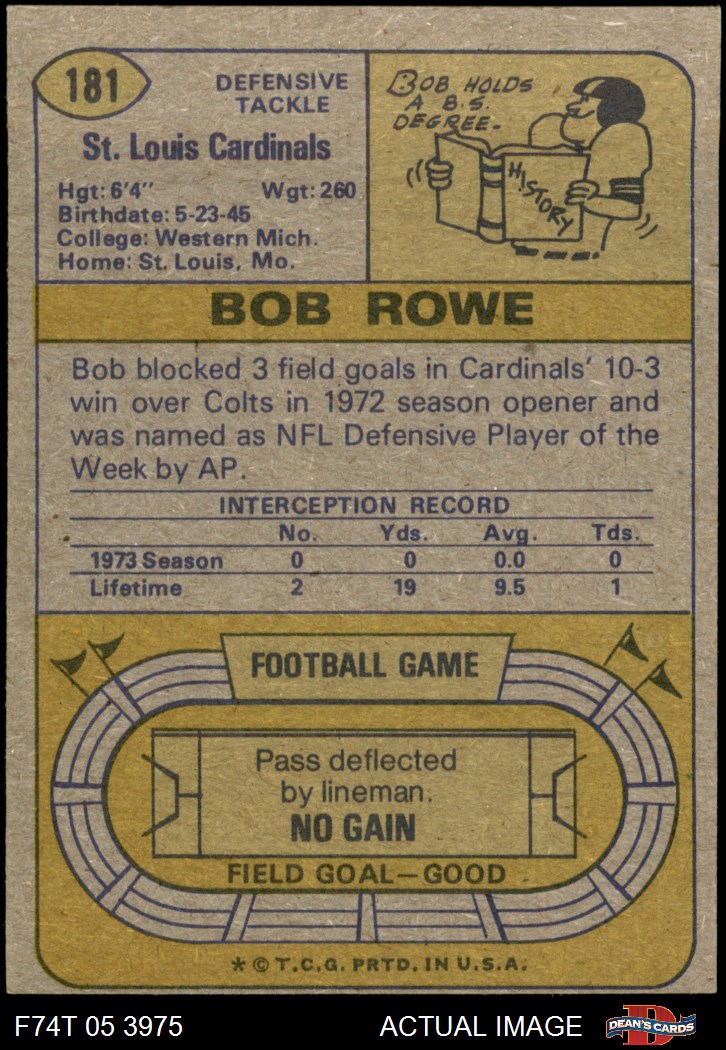 181
DEFENSIVE
TACKLE
St. Louis Cardinals
Hgt: 6'4" Wgt: 260
Birthdate: 5-23-45
College: Western Mich.
Home: St. Louis, Mo.
BOB HOLDS
A B.S.
DEGREE.
HISTORY
BOB ROWE
Bob blocked 3 field goals in Cardinals' 10-3
win over Colts in 1972 season opener and
was named as NFL Defensive Player of the
Week by AP.
INTERCEPTION RECORD
No. Yds. Avg. Tds.
1973 Season 0 0 0.0 0
Lifetime 2 19 9.5 1
FOOTBALL GAME
Pass deflected
by lineman.
NO GAIN
FIELD GOAL—GOOD
* © T.C.G. PRTD. IN U.S.A.
F74T 05 3975 ACTUAL IMAGE D DEAN'S CARDS